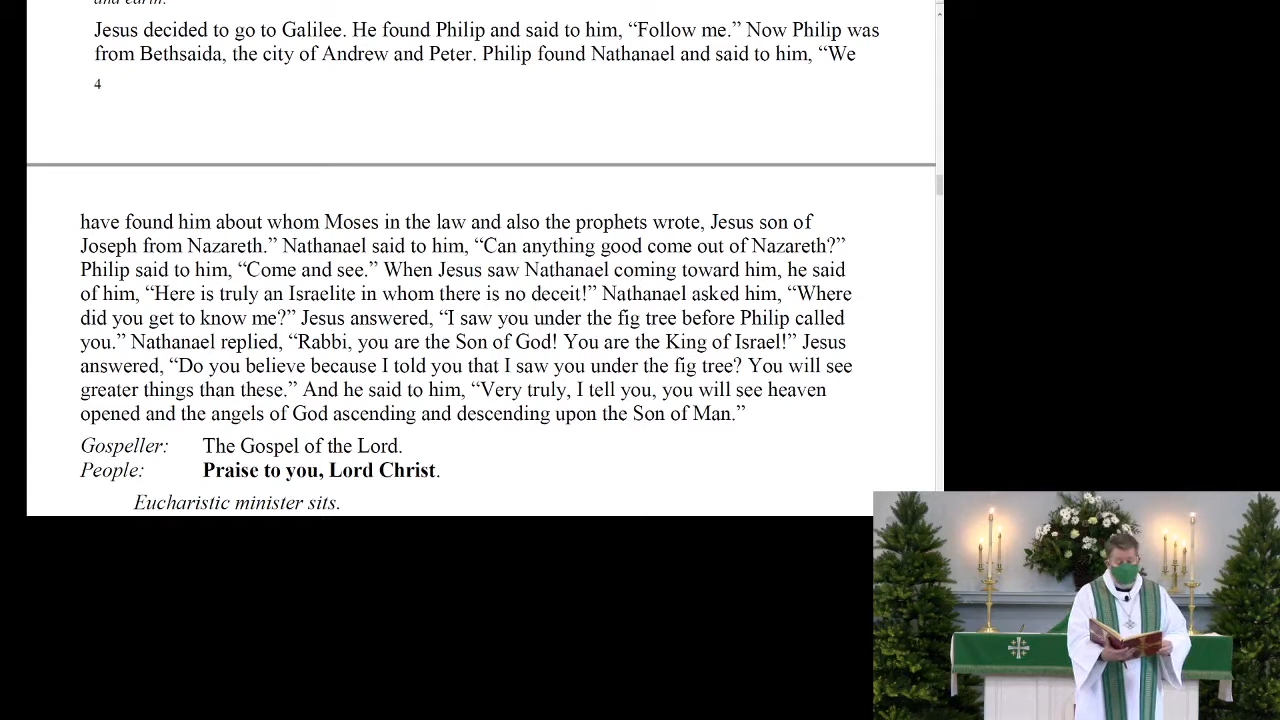 and earth.
Jesus decided to go to Galilee. He found Philip and said to him, “Follow me.” Now Philip was
from Bethsaida, the city of Andrew and Peter. Philip found Nathanael and said to him, “We
4
have found him about whom Moses in the law and also the prophets wrote, Jesus son of
Joseph from Nazareth.” Nathanael said to him, “Can anything good come out of Nazareth?”
Philip said to him, “Come and see.” When Jesus saw Nathanael coming toward him, he said
of him, “Here is truly an Israelite in whom there is no deceit!” Nathanael asked him, “Where
did you get to know me?” Jesus answered, “I saw you under the fig tree before Philip called
you.” Nathanael replied, “Rabbi, you are the Son of God! You are the King of Israel!” Jesus
answered, “Do you believe because I told you that I saw you under the fig tree? You will see
greater things than these.” And he said to him, “Very truly, I tell you, you will see heaven
opened and the angels of God ascending and descending upon the Son of Man.”
Gospeller: The Gospel of the Lord.
People: Praise to you, Lord Christ.
Eucharistic minister sits.